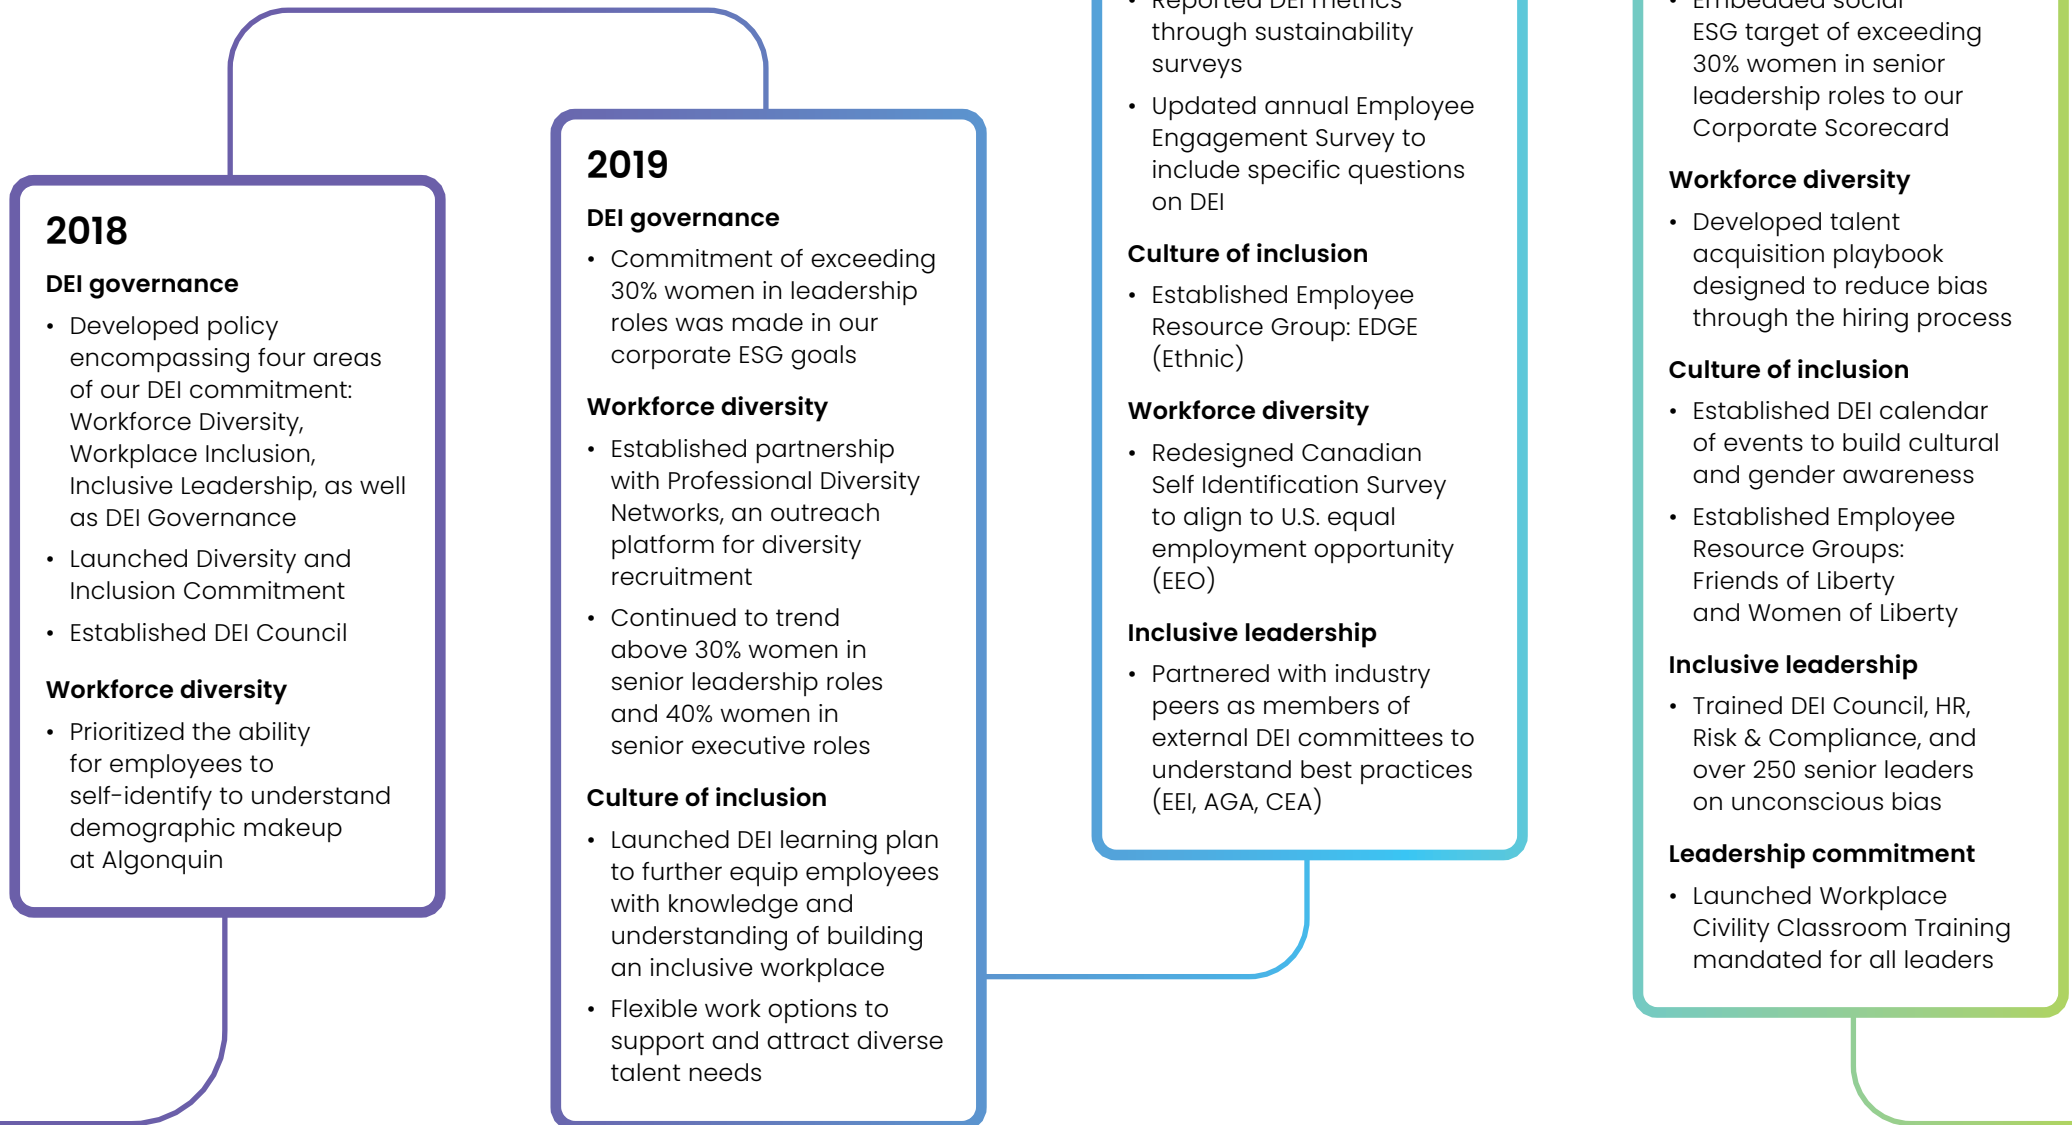 2018
DEI governance
• Developed policy
encompassing four areas
of our DEI commitment:
Workforce Diversity,
Workplace Inclusion,
Inclusive Leadership, as well
as DEI Governance
• Launched Diversity and
Inclusion Commitment
• Established DEI Council
Workforce diversity
• Prioritized the ability
for employees to
self-identify to understand
demographic makeup
at Algonquin
2019
DEI governance
• Commitment of exceeding
30% women in leadership
roles was made in our
corporate ESG goals
Workforce diversity
• Established partnership
with Professional Diversity
Networks, an outreach
platform for diversity
recruitment
• Continued to trend
above 30% women in
senior leadership roles
and 40% women in
senior executive roles
Culture of inclusion
• Launched DEI learning plan
to further equip employees
with knowledge and
understanding of building
an inclusive workplace
• Flexible work options to
support and attract diverse
talent needs
• Reported DEI metrics
through sustainability
surveys
• Updated annual Employee
Engagement Survey to
include specific questions
on DEI
Culture of inclusion
• Established Employee
Resource Group: EDGE
(Ethnic)
Workforce diversity
• Redesigned Canadian
Self Identification Survey
to align to U.S. equal
employment opportunity
(EEO)
Inclusive leadership
• Partnered with industry
peers as members of
external DEI committees to
understand best practices
(EEI, AGA, CEA)
• Embedded social
ESG target of exceeding
30% women in senior
leadership roles to our
Corporate Scorecard
Workforce diversity
• Developed talent
acquisition playbook
designed to reduce bias
through the hiring process
Culture of inclusion
• Established DEI calendar
of events to build cultural
and gender awareness
• Established Employee
Resource Groups:
Friends of Liberty
and Women of Liberty
Inclusive leadership
• Trained DEI Council, HR,
Risk & Compliance, and
over 250 senior leaders
on unconscious bias
Leadership commitment
• Launched Workplace
Civility Classroom Training
mandated for all leaders